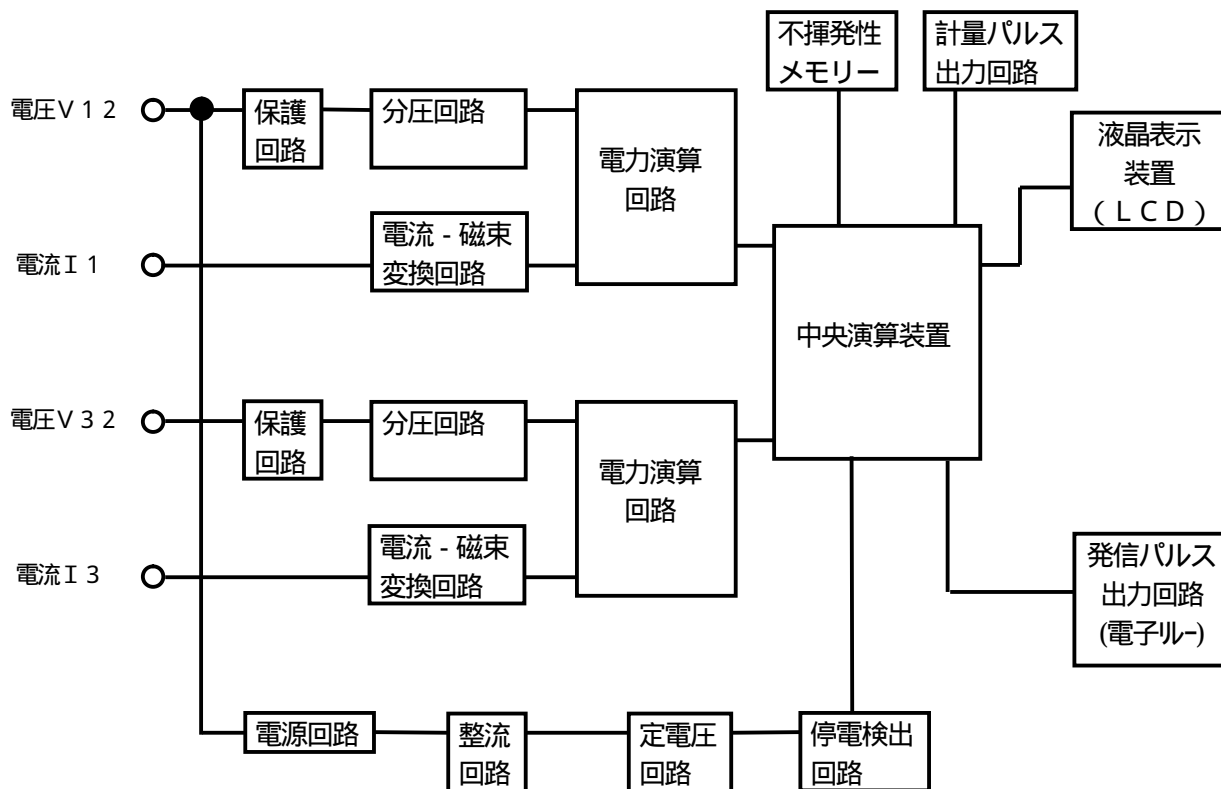 不揮発性
メモリー
計量パルス
出力回路
電圧V12
保護
回路
分圧回路
電力演算
回路
液晶表示
装置
(LCD)
電流I1
電流-磁束
変換回路
中央演算装置
電圧V32
保護
回路
分圧回路
電力演算
回路
電流I3
電流-磁束
変換回路
発信パルス
出力回路
(電子リレー)
電源回路
整流
回路
定電圧
回路
停電検出
回路